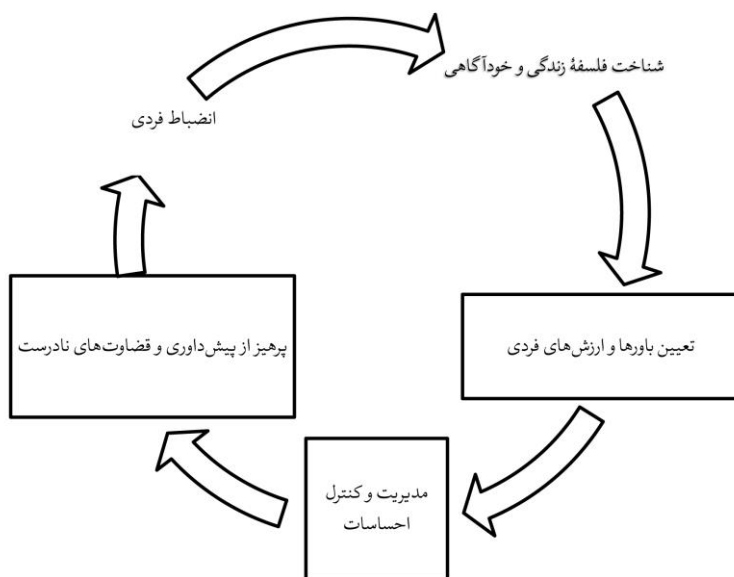 شناخت فلسفهٔ زندگی و خودآگاهی
انضباط فردی
تعیین باورها و ارزش‌های فردی
پرهیز از پیش‌داوری و قضاوت‌های نادرست
مدیریت و کنترل
احساسات